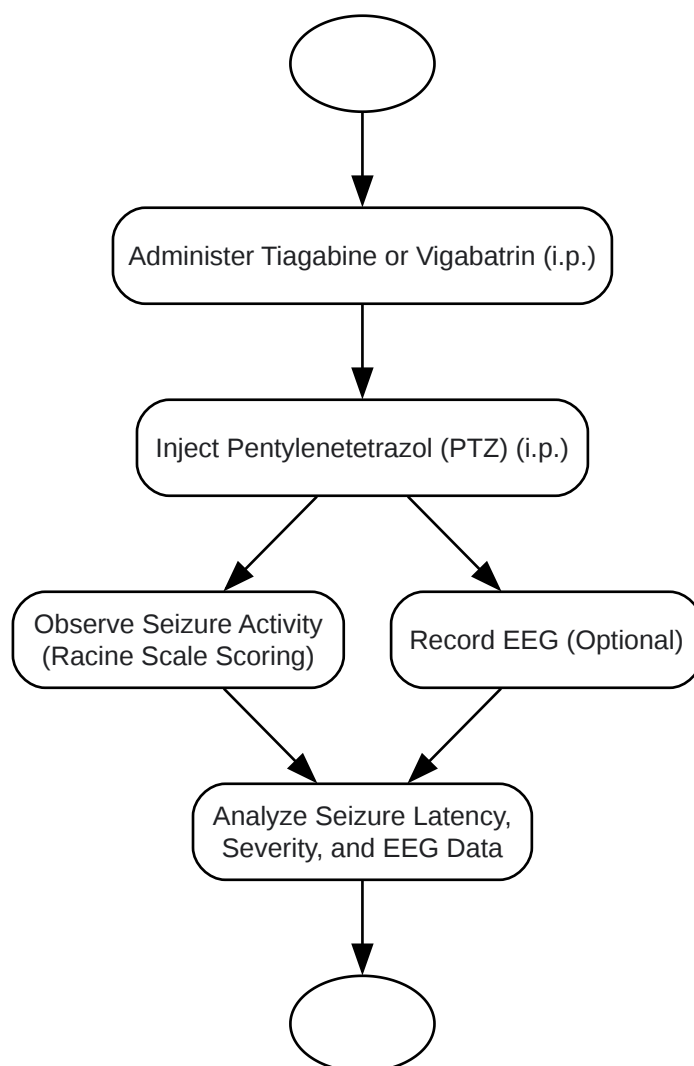 Administer Tiagabine or Vigabatrin (i.p.)
Inject Pentylenetetrazol (PTZ) (i.p.)
Observe Seizure Activity
(Racine Scale Scoring)
Record EEG (Optional)
Analyze Seizure Latency,
Severity, and EEG Data